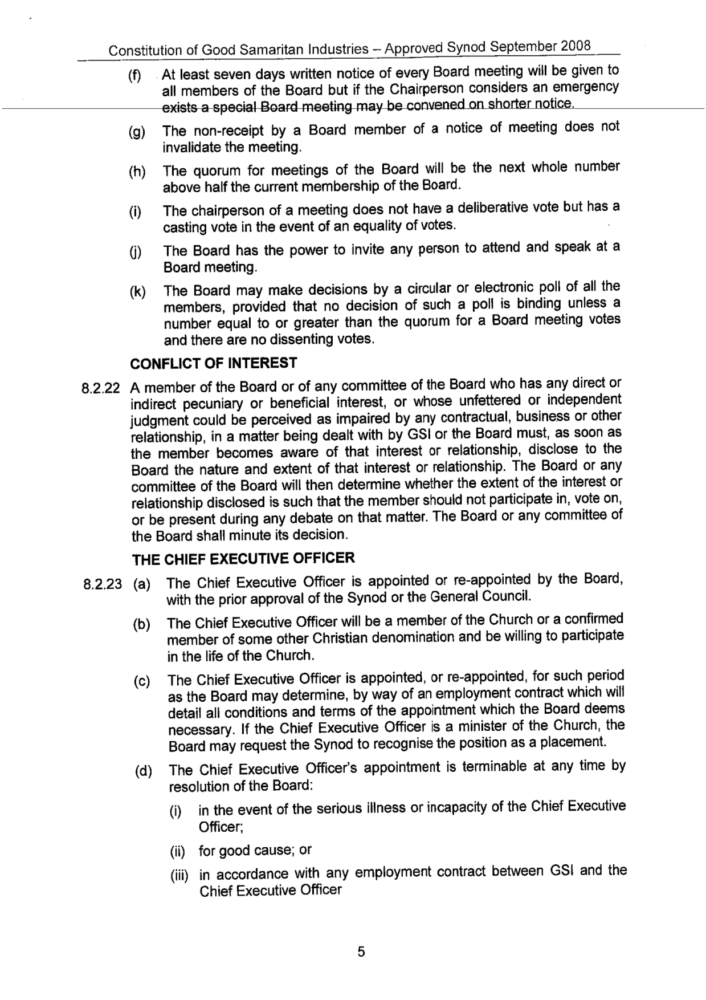 Constitution of Good Samaritan Industries – Approved Synod September 2008
(f) At least seven days written notice of every Board meeting will be given to
all members of the Board but if the Chairperson considers an emergency
exists a special Board meeting may be convened on shorter notice.
(g) The non-receipt by a Board member of a notice of meeting does not
invalidate the meeting.
(h) The quorum for meetings of the Board will be the next whole number
above half the current membership of the Board.
(i) The chairperson of a meeting does not have a deliberative vote but has a
casting vote in the event of an equality of votes.
(j) The Board has the power to invite any person to attend and speak at a
Board meeting.
(k) The Board may make decisions by a circular or electronic poll of all the
members, provided that no decision of such a poll is binding unless a
number equal to or greater than the quorum for a Board meeting votes
and there are no dissenting votes.
CONFLICT OF INTEREST
8.2.22 A member of the Board or of any committee of the Board who has any direct or
indirect pecuniary or beneficial interest, or whose unfettered or independent
judgment could be perceived as impaired by any contractual, business or other
relationship, in a matter being dealt with by GSI or the Board must, as soon as
the member becomes aware of that interest or relationship, disclose to the
Board the nature and extent of that interest or relationship. The Board or any
committee of the Board will then determine whether the extent of the interest or
relationship disclosed is such that the member should not participate in, vote on,
or be present during any debate on that matter. The Board or any committee of
the Board shall minute its decision.
THE CHIEF EXECUTIVE OFFICER
8.2.23 (a) The Chief Executive Officer is appointed or re-appointed by the Board,
with the prior approval of the Synod or the General Council.
(b) The Chief Executive Officer will be a member of the Church or a confirmed
member of some other Christian denomination and be willing to participate
in the life of the Church.
(c) The Chief Executive Officer is appointed, or re-appointed, for such period
as the Board may determine, by way of an employment contract which will
detail all conditions and terms of the appointment which the Board deems
necessary. If the Chief Executive Officer is a minister of the Church, the
Board may request the Synod to recognise the position as a placement.
(d) The Chief Executive Officer's appointment is terminable at any time by
resolution of the Board:
(i) in the event of the serious illness or incapacity of the Chief Executive
Officer;
(ii) for good cause; or
(iii) in accordance with any employment contract between GSI and the
Chief Executive Officer
5